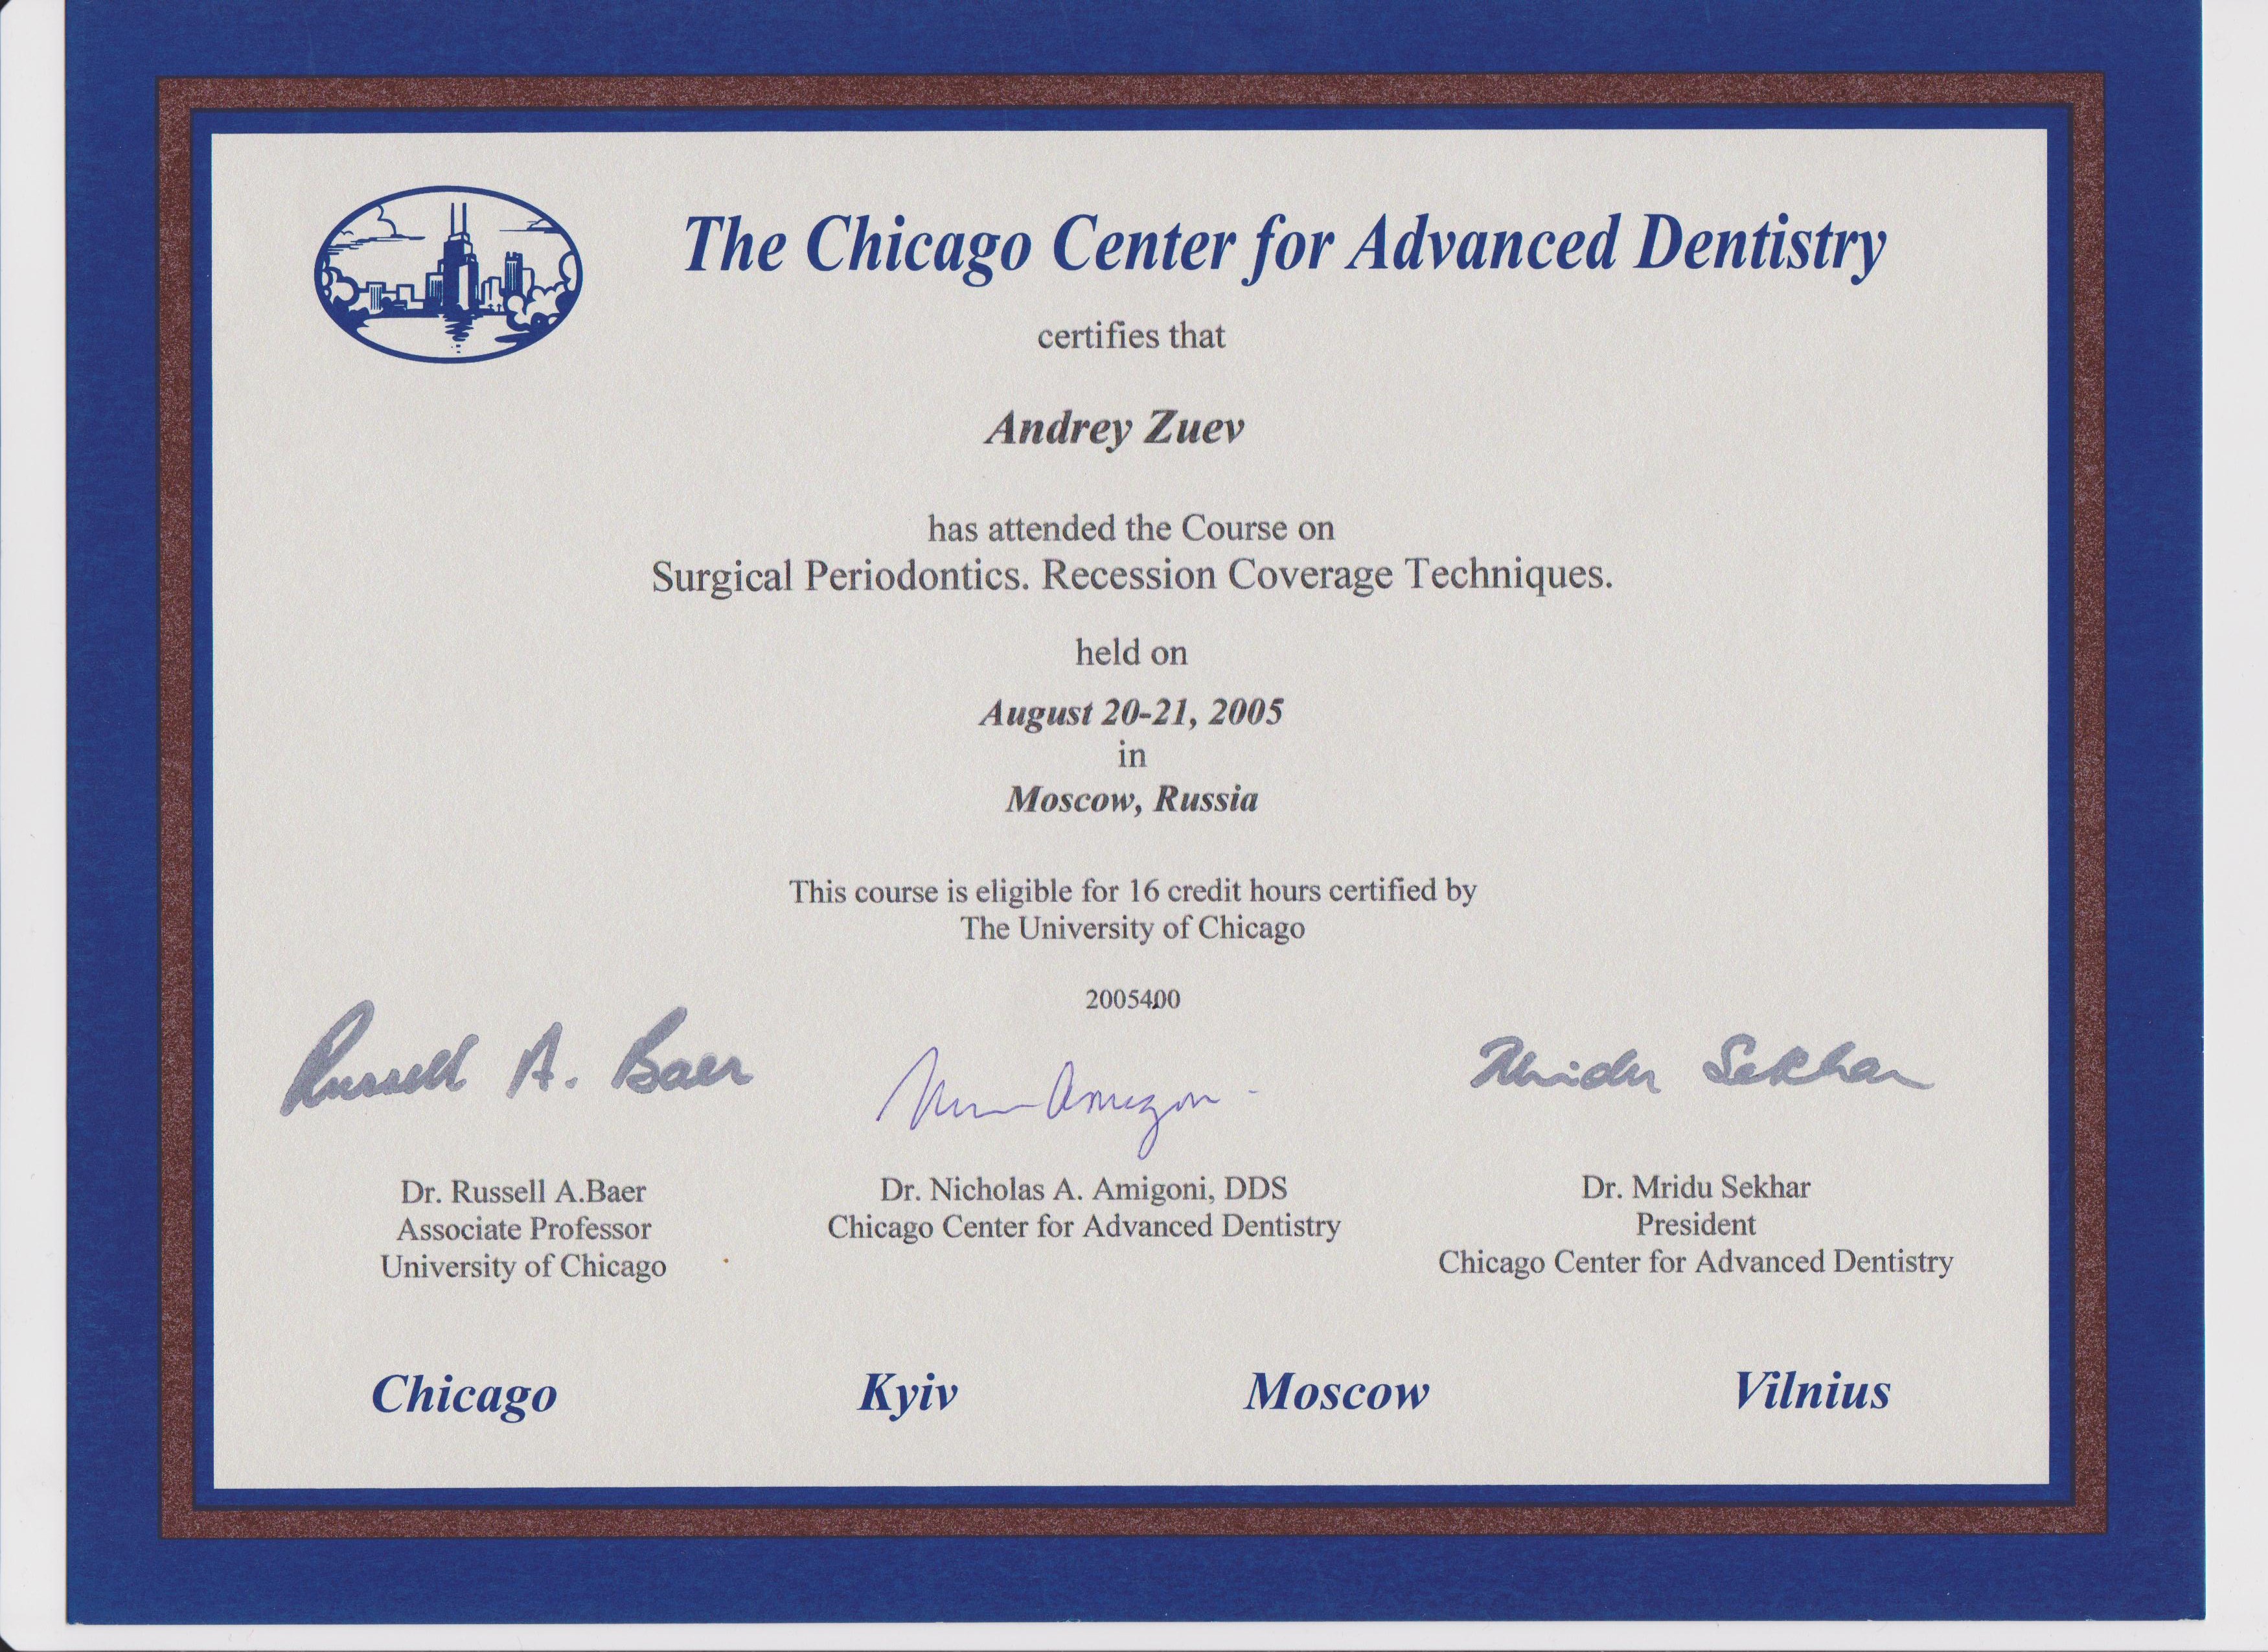 The Chicago Center for Advanced Dentistry
certifies that
Andrey Zuev
has attended the Course on
Surgical Periodontics. Recession Coverage Techniques.
held on
August 20-21, 2005
in
Moscow, Russia
This course is eligible for 16 credit hours certified by
The University of Chicago
2005400
Russell A. Baer
Amigoni
Mridu Sekhar
Dr. Russell A.Baer
Associate Professor
University of Chicago
Dr. Nicholas A. Amigoni, DDS
Chicago Center for Advanced Dentistry
Dr. Mridu Sekhar
President
Chicago Center for Advanced Dentistry
Chicago Kyiv Moscow Vilnius